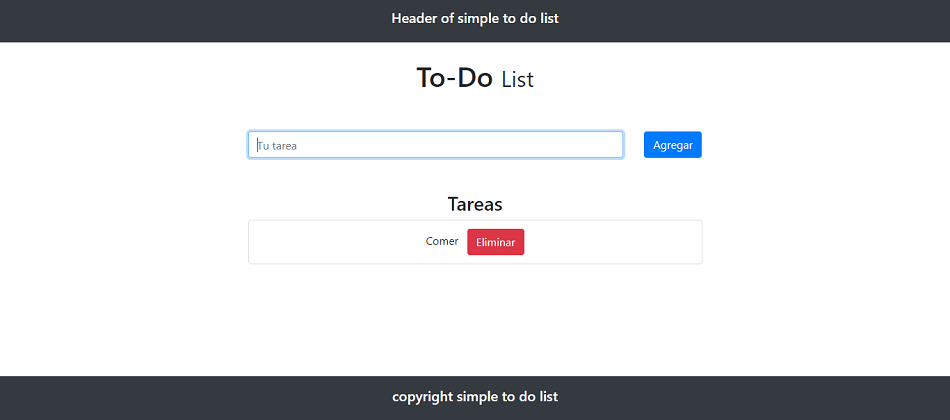 Header of simple to do list
To-Do List
Tu tarea
Agregar
Tareas
Comer Eliminar
copyright simple to do list